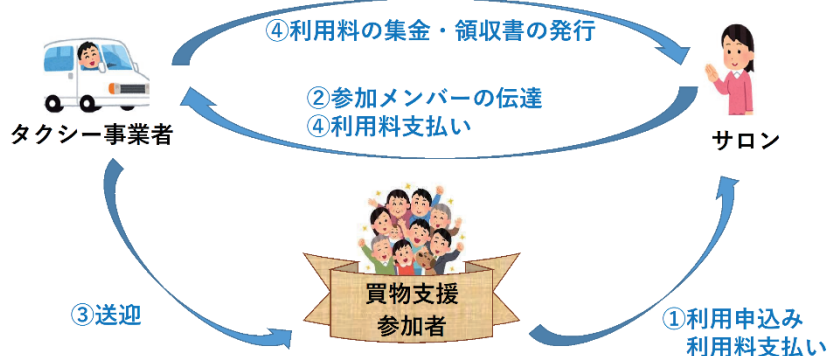 ④利用料の集金・領収書の発行
②参加メンバーの伝達
④利用料支払い
タクシー事業者
サロン
買物支援
参加者
③送迎
①利用申込み
利用料支払い